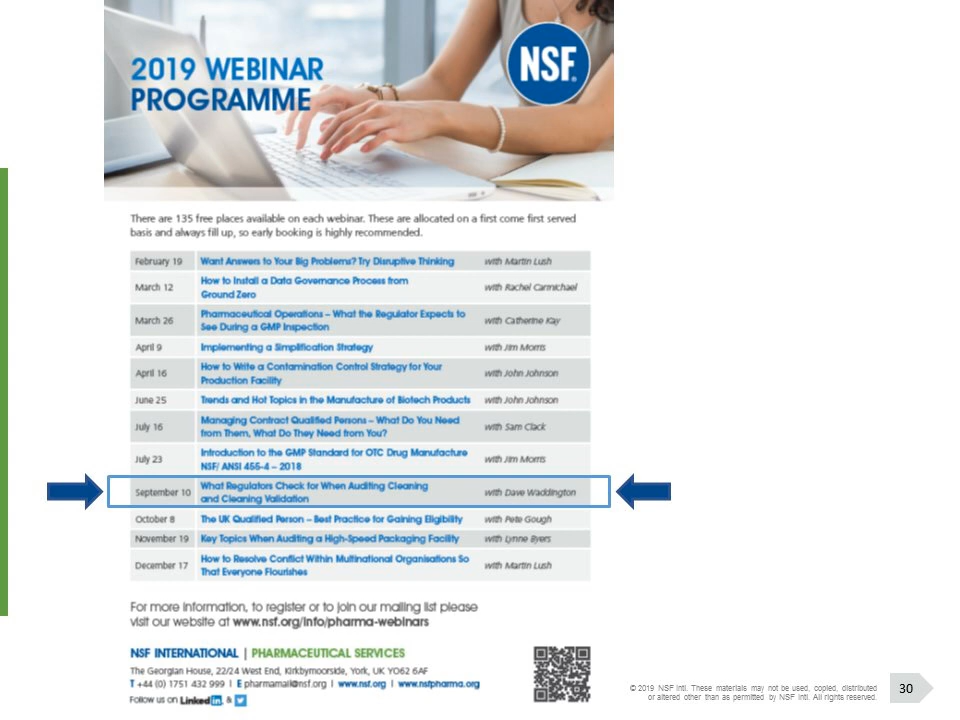 2019 WEBINAR
PROGRAMME
NSF®
There are 135 free places available on each webinar. These are allocated on a first come first served
basis and always fill up, so early booking is highly recommended.
February 19 Want Answers to Your Big Problems? Try Disruptive Thinking with Martin Lush
March 12 How to Install a Data Governance Process from
Ground Zero with Rachel Carmichael
March 26 Pharmaceutical Operations – What the Regulator Expects to
See During a GMP Inspection with Catherine Kay
April 9 Implementing a Simplification Strategy with Jim Morris
April 16 How to Write a Contamination Control Strategy for Your
Production Facility with John Johnson
June 25 Trends and Hot Topics in the Manufacture of Biotech Products with John Johnson
July 16 Managing Contract Qualified Persons – What Do You Need
from Them, What Do They Need from You? with Sam Clack
July 23 Introduction to the GMP Standard for OTC Drug Manufacture
NSF/ ANSI 455-4 – 2018 with Jim Morris
September 10 What Regulators Check for When Auditing Cleaning
and Cleaning Validation with Dave Waddington
October 8 The UK Qualified Person – Best Practice for Gaining Eligibility with Pete Gough
November 19 Key Topics When Auditing a High-Speed Packaging Facility with Lynne Byers
December 17 How to Resolve Conflict Within Multinational Organisations So
That Everyone Flourishes with Martin Lush
For more information, to register or to join our mailing list please
visit our website at www.nsf.org/info/pharma-webinars
NSF INTERNATIONAL | PHARMACEUTICAL SERVICES
The Georgian House, 22/24 West End, Kirkbymoorside, York, UK YO62 6AF
T +44 (0) 1751 432 999 | E pharmamail@nsf.org | www.nsf.org | www.nsfpharma.org
Follow us on LinkedIn &
© 2019 NSF Intl. These materials may not be used, copied, distributed
or altered other than as permitted by NSF Intl. All rights reserved.
30